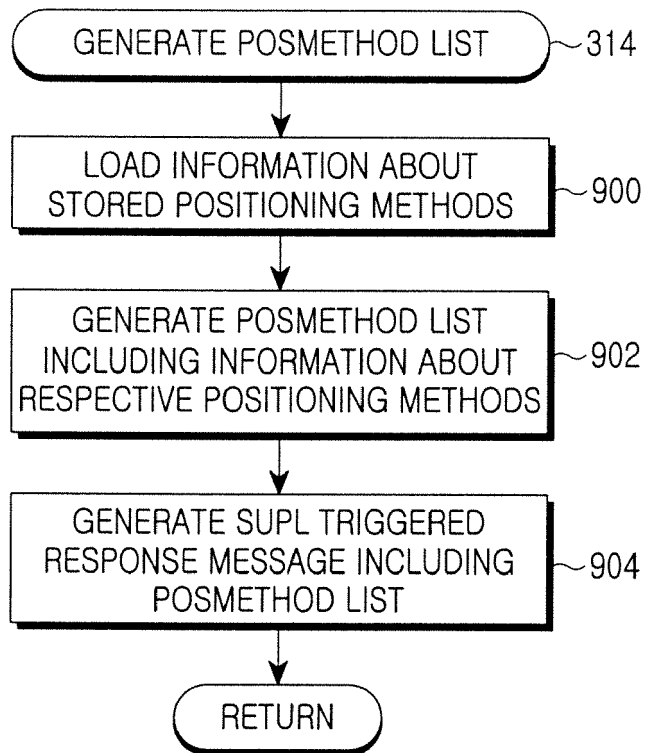 GENERATE POSMETHOD LIST 314
LOAD INFORMATION ABOUT
STORED POSITIONING METHODS 900
GENERATE POSMETHOD LIST
INCLUDING INFORMATION ABOUT 902
RESPECTIVE POSITIONING METHODS
GENERATE SUPL TRIGGERED
RESPONSE MESSAGE INCLUDING 904
POSMETHOD LIST
RETURN